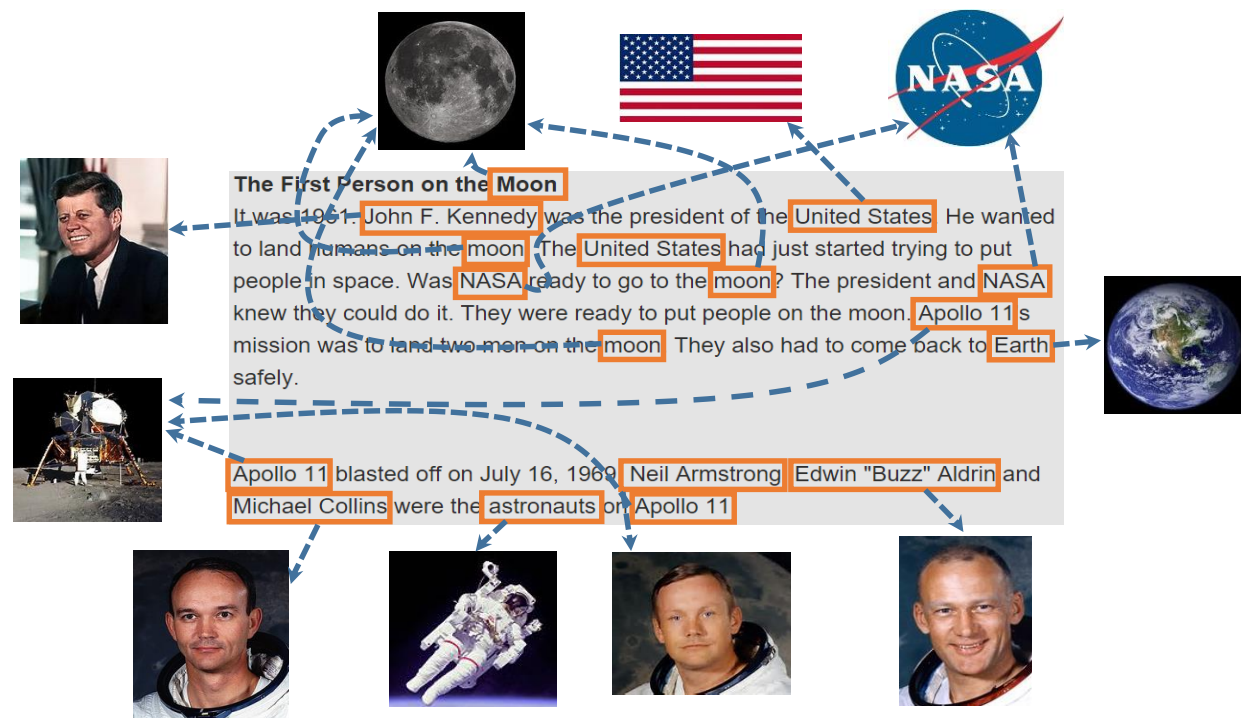 NASA
The First Person on the Moon
It was 1961. John F. Kennedy was the president of the United States. He wanted
to land humans on the moon. The United States had just started trying to put
people in space. Was NASA ready to go to the moon? The president and NASA
knew they could do it. They were ready to put people on the moon. Apollo 11's
mission was to land two men on the moon. They also had to come back to Earth
safely.
Apollo 11 blasted off on July 16, 1969. Neil Armstrong, Edwin "Buzz" Aldrin and
Michael Collins were the astronauts on Apollo 11